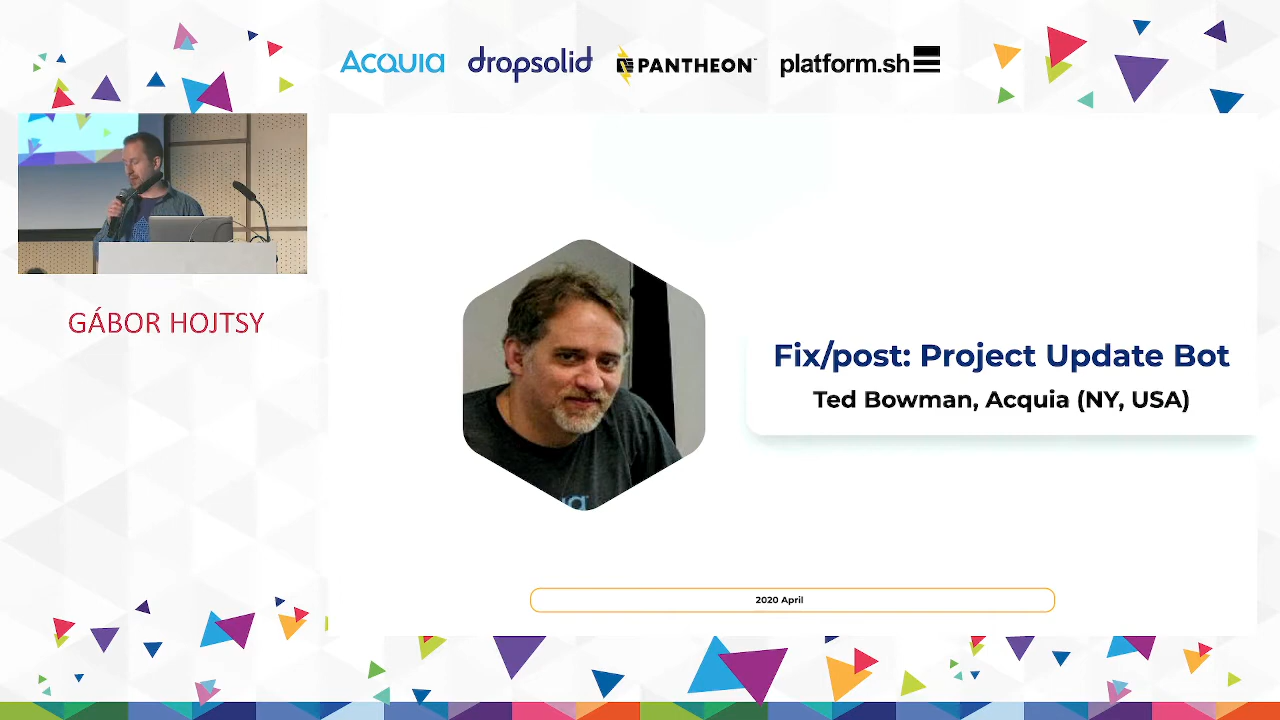 Acquia
dropsolid
PANTHEON
platform.sh
GÁBOR HOJTSY
Fix/post: Project Update Bot
Ted Bowman, Acquia (NY, USA)
2020 April